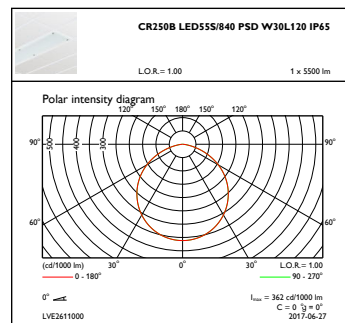 CR250B LED55S/840 PSD W30L120 IP65
L.O.R.= 1.00
1 x 5500 lm
Polar intensity diagram
120° 150° 180° 150° 120°
90° 500 400 300 90°
60° 60°
(cd/1000 lm) 30° 0° 30° L.O.R.= 1.00
0 - 180° 90 - 270°
0° Imax = 362 cd/1000 lm
C = 0 °g = 0°
LVE2611000 2017-06-27